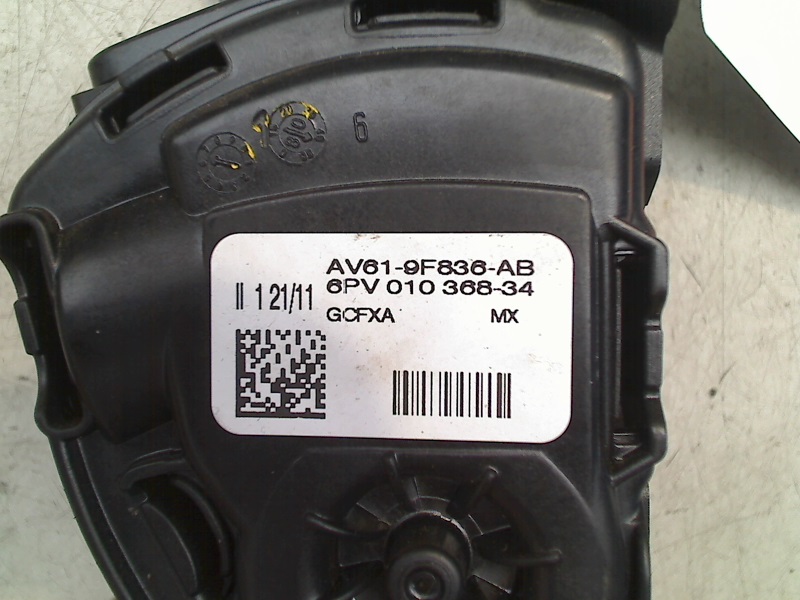 6
AV61-9F836-AB
6PV 010 368-34
II 1 21/11
GCFXA MX